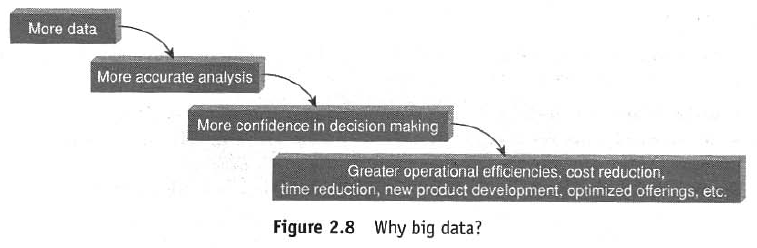 More data
More accurate analysis
More confidence in decision making
Greater operational efficiencies, cost reduction,
time reduction, new product development, optimized offerings, etc.
Figure 2.8 Why big data?